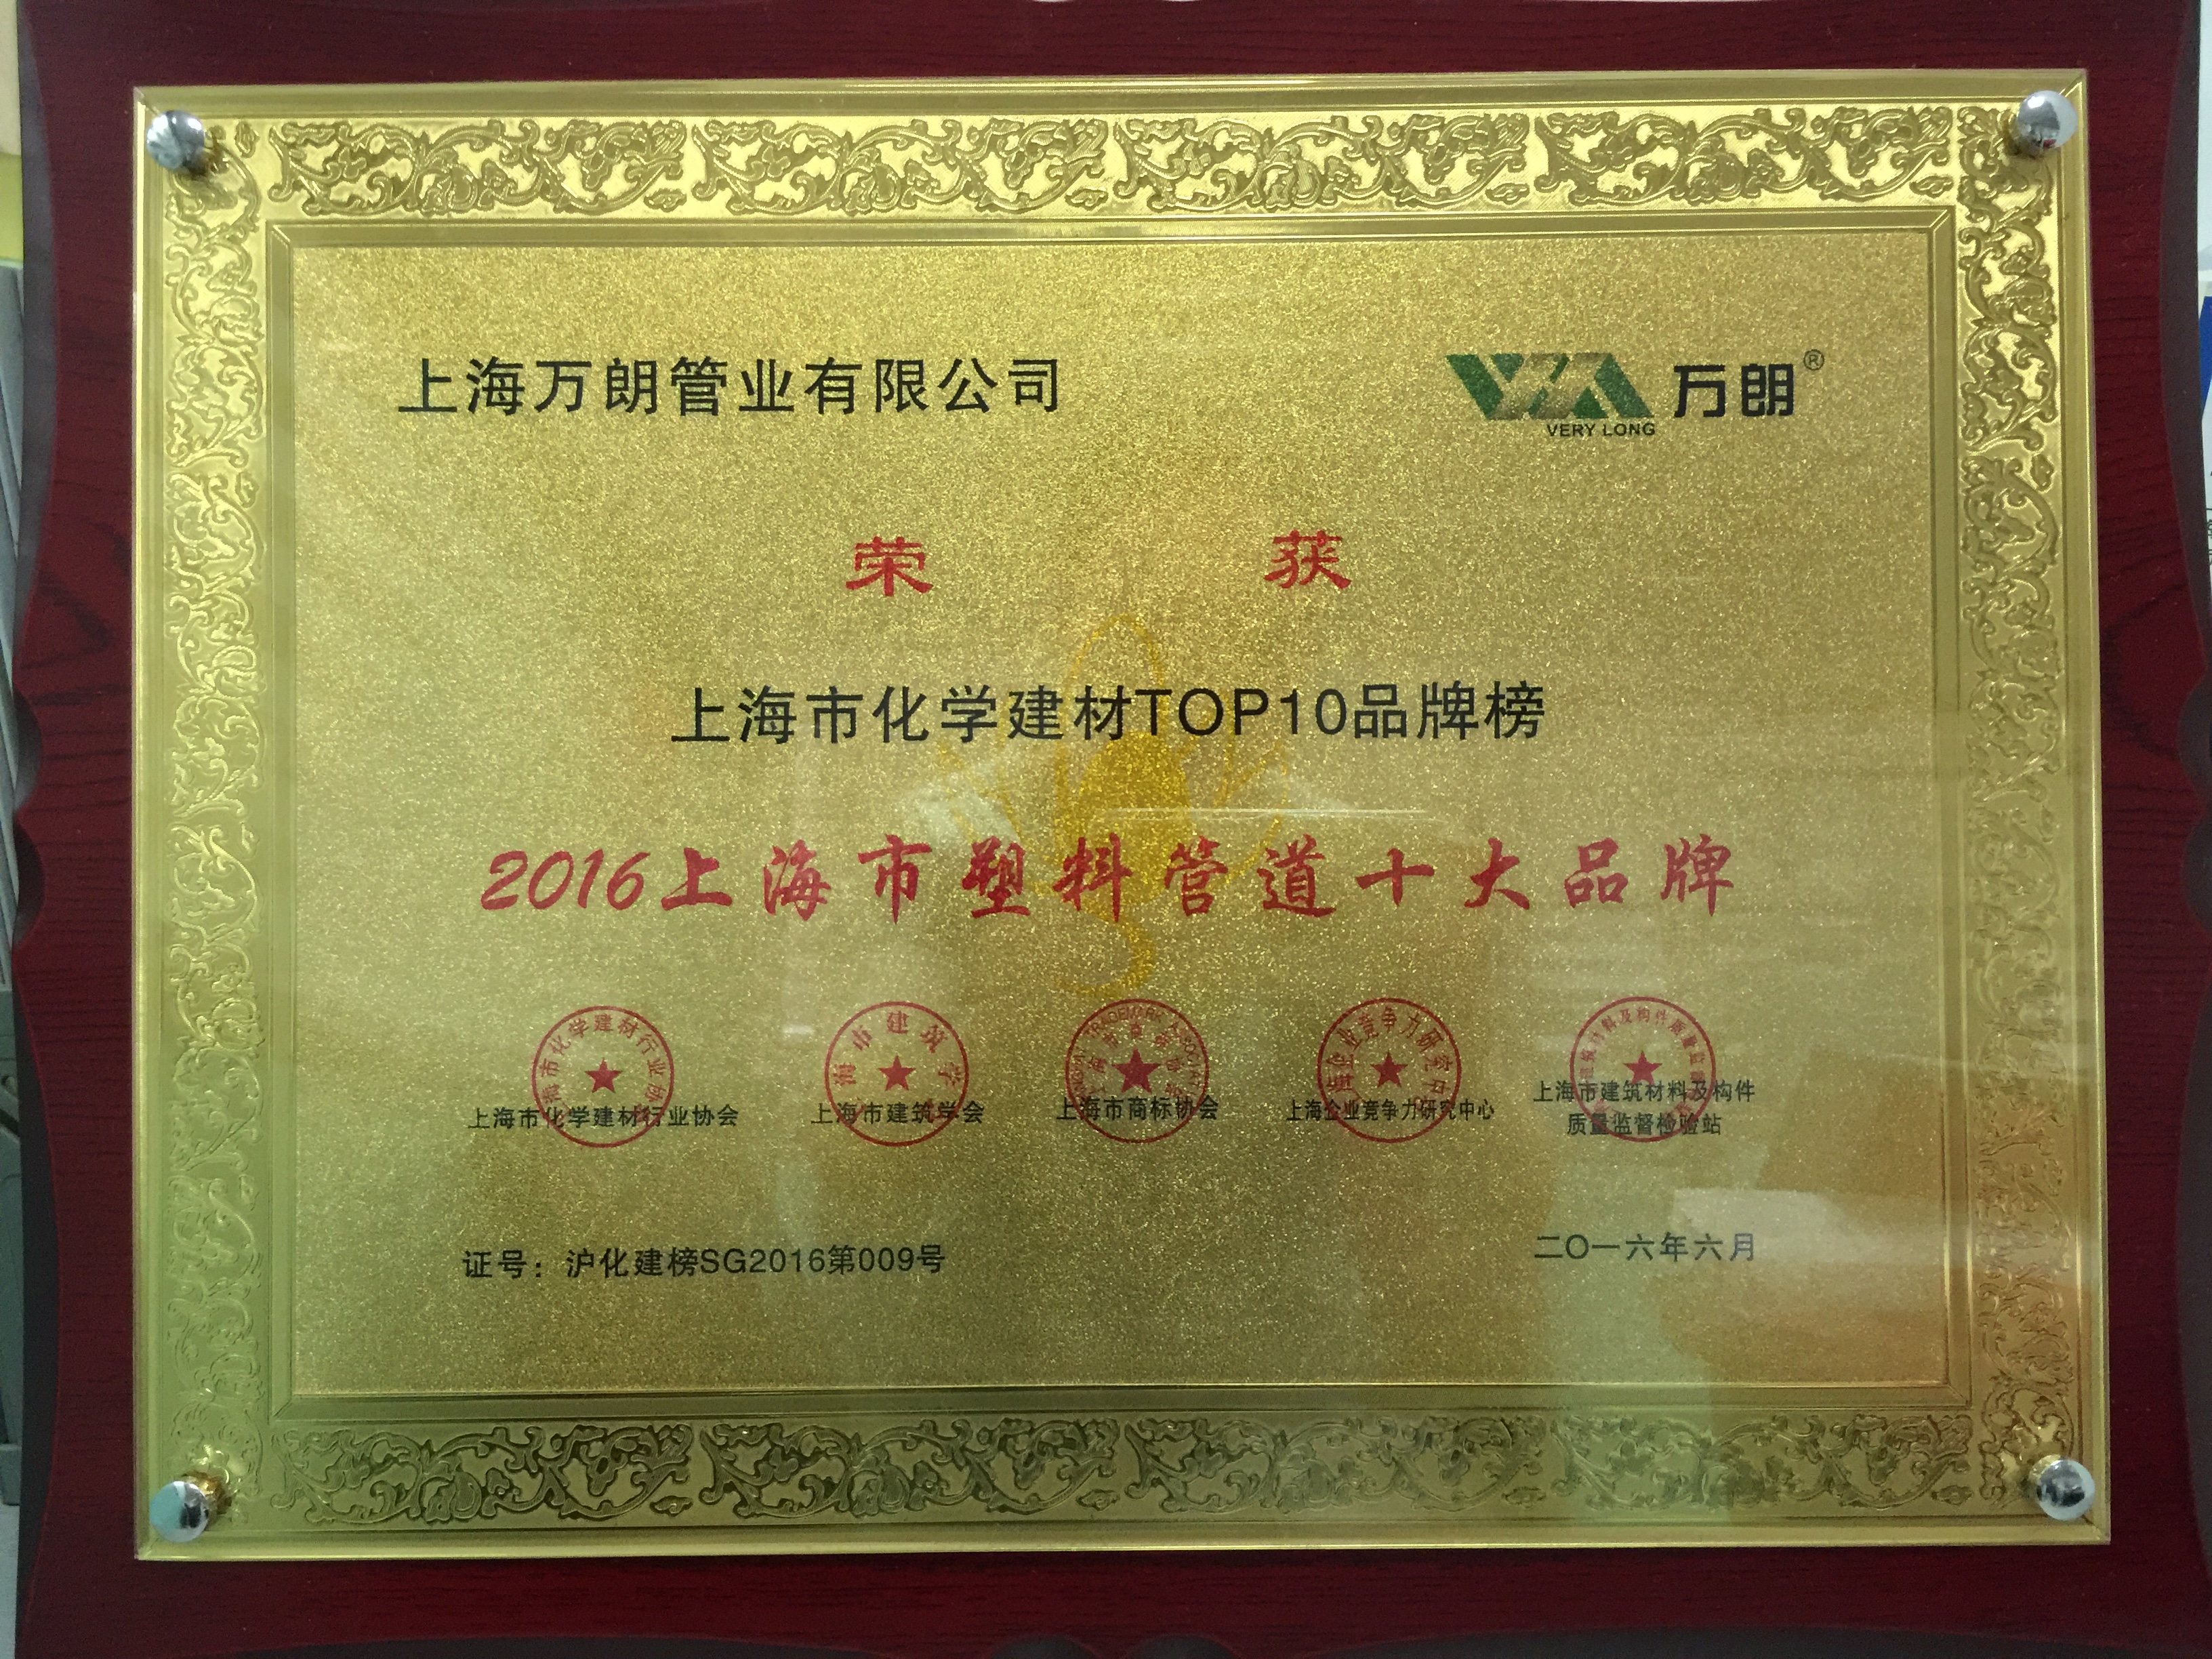 上海万朗管业有限公司
万朗®
VERY LONG
荣 获
上海市化学建材TOP10品牌榜
2016上海市塑料管道十大品牌
上海市化学建材行业协会
上海市建筑学会
上海市商标协会
上海企业竞争力研究中心
上海市建筑材料及构件
质量监督检验站
证号：沪化建榜SG2016第009号
二〇一六年六月